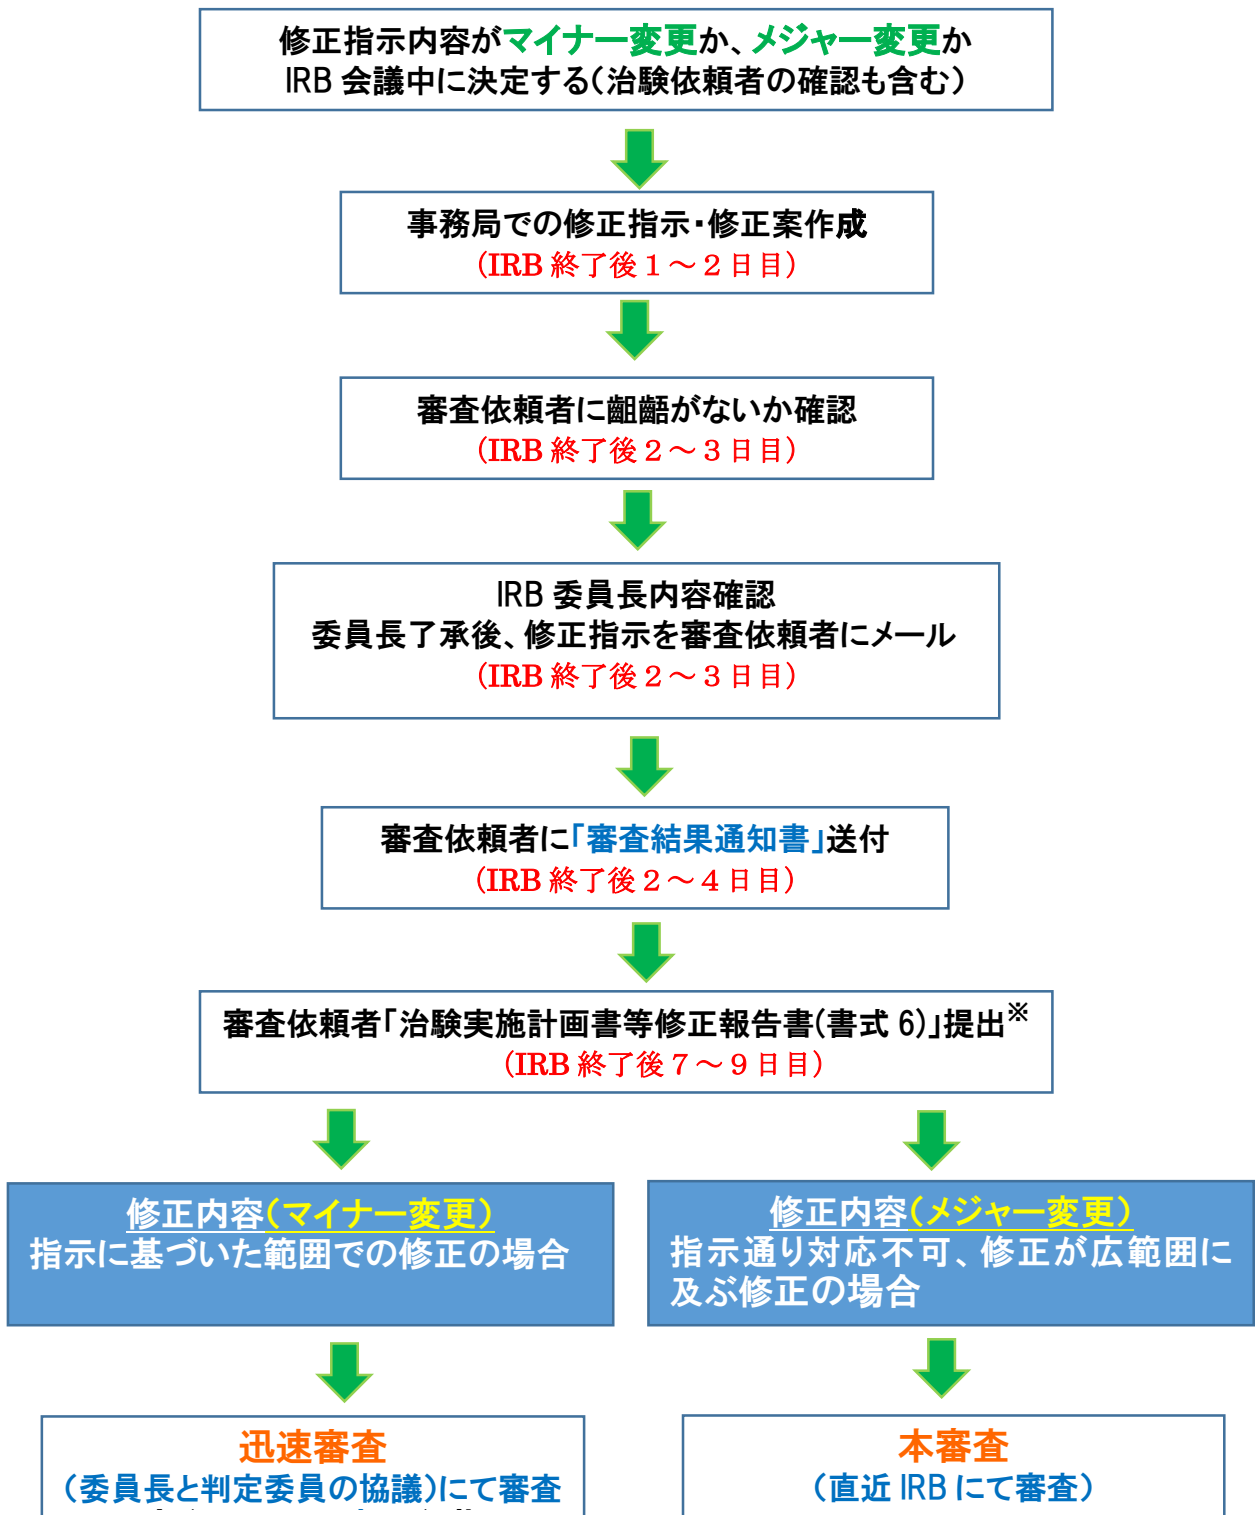 修正指示内容がマイナー変更か、メジャー変更か
IRB 会議中に決定する（治験依頼者の確認も含む）
事務局での修正指示・修正案作成
（IRB 終了後１～２日目）
審査依頼者に齟齬がないか確認
（IRB 終了後２～３日目）
IRB 委員長内容確認
委員長了承後、修正指示を審査依頼者にメール
（IRB 終了後２～３日目）
審査依頼者に「審査結果通知書」送付
（IRB 終了後２～４日目）
審査依頼者「治験実施計画書等修正報告書(書式 6)」提出※
（IRB 終了後７～９日目）
修正内容（マイナー変更）
指示に基づいた範囲での修正の場合
修正内容（メジャー変更）
指示通り対応不可、修正が広範囲に
及ぶ修正の場合
迅速審査
（委員長と判定委員の協議）にて審査
本審査
（直近 IRB にて審査）